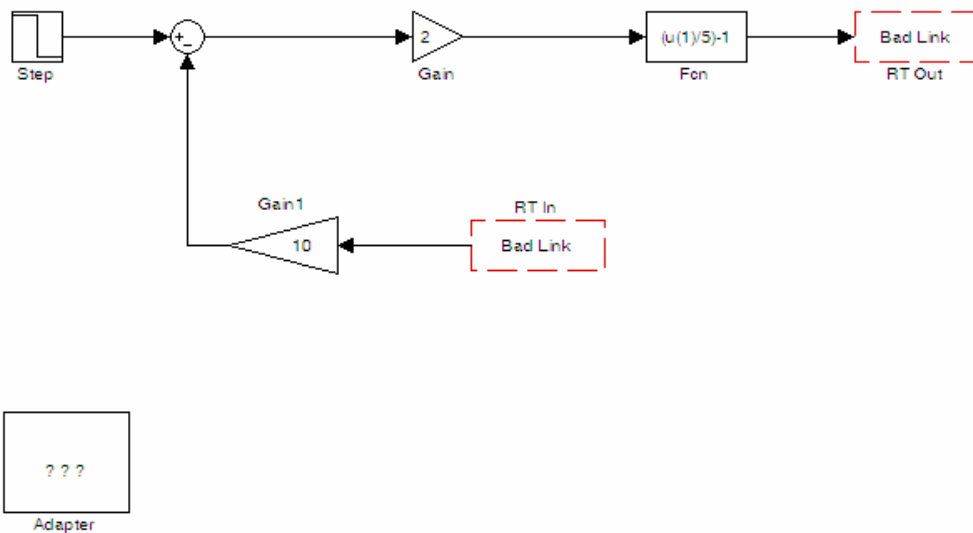 +
−
2
(u(1)/5)-1
Bad Link
Step
Gain
Fcn
RT Out
Gain1
RT In
10
Bad Link
? ? ?
Adapter